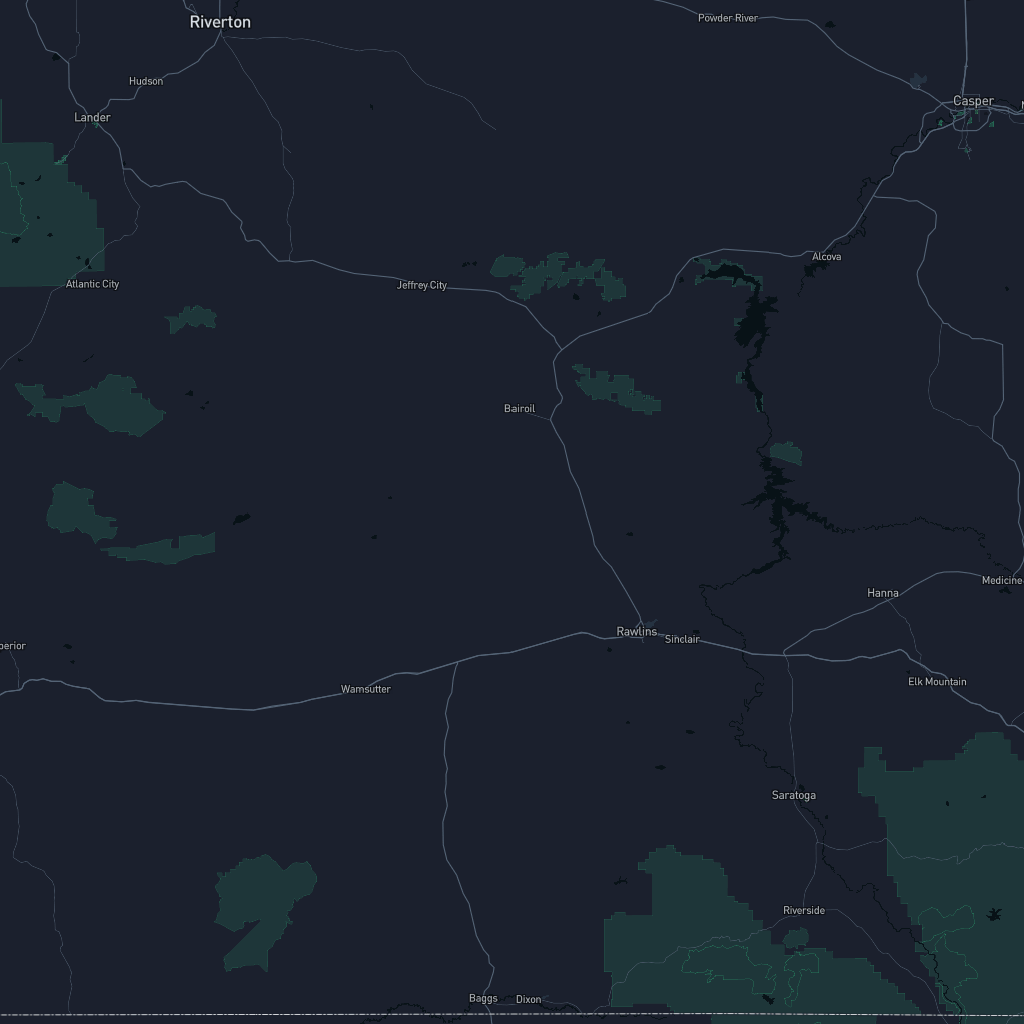 Powder River
Riverton
Hudson
Casper
Lander
Alcova
Atlantic City
Jeffrey City
Bairoil
Medicine
Hanna
Rawlins
Sinclair
perior
Elk Mountain
Wamsutter
Saratoga
Riverside
Baggs
Dixon